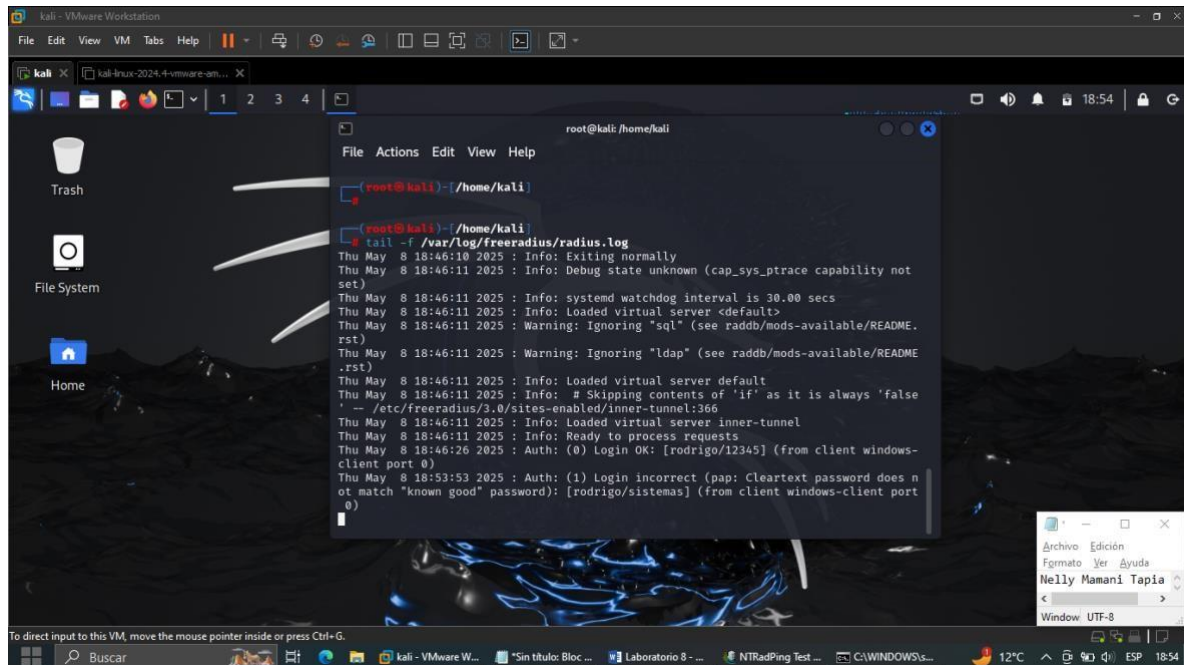 kali - VMware Workstation
File Edit View VM Tabs Help
kali
kali-linux-2024.4-vmware-am...
1 2 3 4
18:54
Trash
File System
Home
root@kali: /home/kali
File Actions Edit View Help
(root㉿kali)-[/home/kali]
#
(root㉿kali)-[/home/kali]
# tail -f /var/log/freeradius/radius.log
Thu May  8 18:46:10 2025 : Info: Exiting normally
Thu May  8 18:46:11 2025 : Info: Debug state unknown (cap_sys_ptrace capability not
set)
Thu May  8 18:46:11 2025 : Info: systemd watchdog interval is 30.00 secs
Thu May  8 18:46:11 2025 : Info: Loaded virtual server <default>
Thu May  8 18:46:11 2025 : Warning: Ignoring "sql" (see raddb/mods-available/README.
rst)
Thu May  8 18:46:11 2025 : Warning: Ignoring "ldap" (see raddb/mods-available/README
.rst)
Thu May  8 18:46:11 2025 : Info: Loaded virtual server default
Thu May  8 18:46:11 2025 : Info:  # Skipping contents of 'if' as it is always 'false
' -- /etc/freeradius/3.0/sites-enabled/inner-tunnel:366
Thu May  8 18:46:11 2025 : Info: Loaded virtual server inner-tunnel
Thu May  8 18:46:11 2025 : Info: Ready to process requests
Thu May  8 18:46:26 2025 : Auth: (0) Login OK: [rodrigo/12345] (from client windows-
client port 0)
Thu May  8 18:53:53 2025 : Auth: (1) Login incorrect (pap: Cleartext password does n
ot match "known good" password): [rodrigo/sistemas] (from client windows-client port
0)
Archivo Edición
Formato Ver Ayuda
Nelly Mamani Tapia
Window UTF-8
To direct input to this VM, move the mouse pointer inside or press Ctrl+G.
Buscar
kali - VMware W...
*Sin título: Bloc ...
Laboratorio 8 - ...
NTRadPing Test ...
C:\WINDOWS\s...
12°C
ESP
18:54